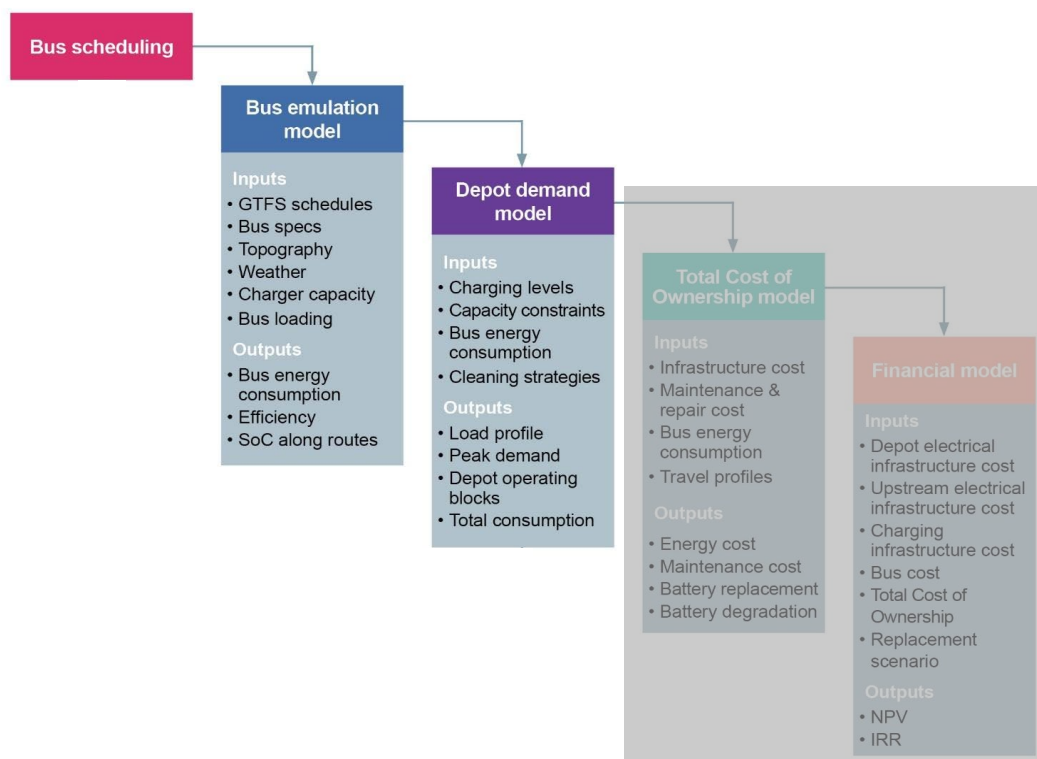 Bus scheduling
Bus emulation
model
Inputs
• GTFS schedules
• Bus specs
• Topography
• Weather
• Charger capacity
• Bus loading
Outputs
• Bus energy
consumption
• Efficiency
• SoC along routes
Depot demand
model
Inputs
• Charging levels
• Capacity constraints
• Bus energy
consumption
• Cleaning strategies
Outputs
• Load profile
• Peak demand
• Depot operating
blocks
• Total consumption
Total Cost of
Ownership model
Inputs
• Infrastructure cost
• Maintenance &
repair cost
• Bus energy
consumption
• Travel profiles
Outputs
• Energy cost
• Maintenance cost
• Battery replacement
• Battery degradation
Financial model
Inputs
• Depot electrical
infrastructure cost
• Upstream electrical
infrastructure cost
• Charging
infrastructure cost
• Bus cost
• Total Cost of
Ownership
• Replacement
scenario
Outputs
• NPV
• IRR